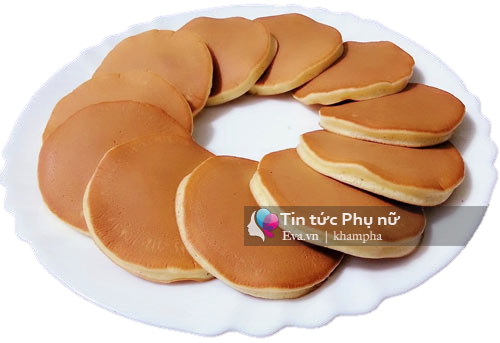 Tin tức Phụ nữ
Eva.vn | khampha